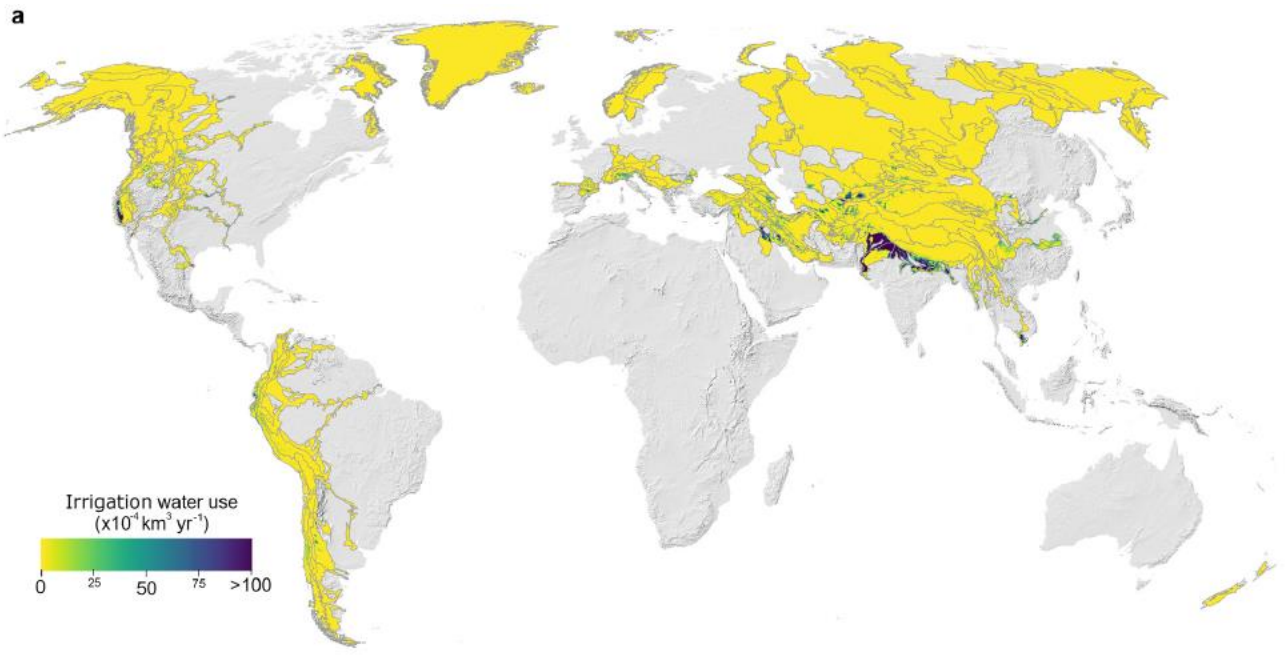 a
Irrigation water use
(x10⁻⁴ km³ yr⁻¹)
0 25 50 75 >100